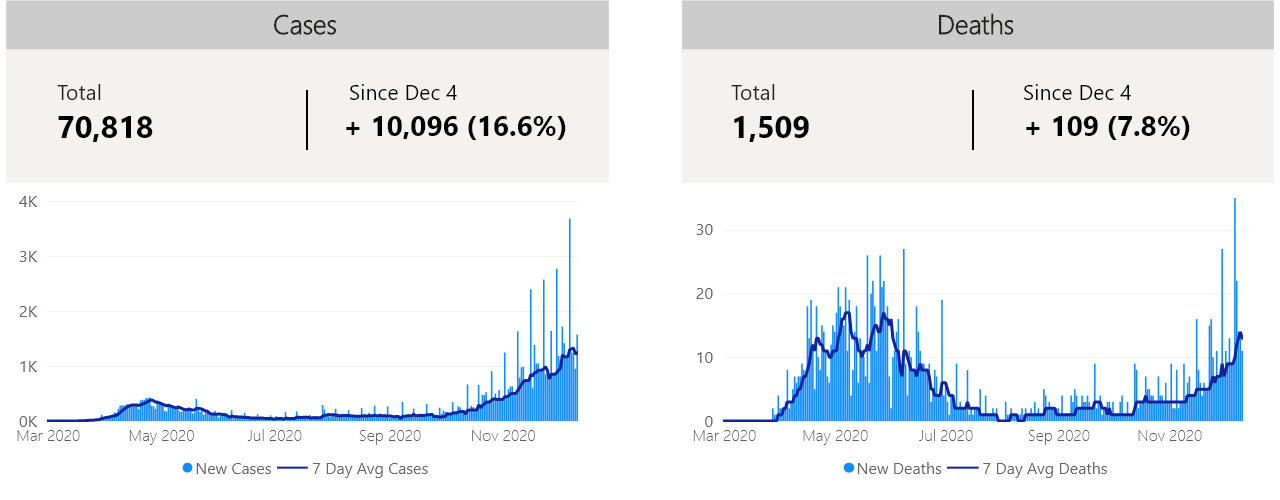 Cases
Total
70,818
Since Dec 4
+ 10,096 (16.6%)
4K
3K
2K
1K
0K
Mar 2020 May 2020 Jul 2020 Sep 2020 Nov 2020
New Cases 7 Day Avg Cases
Deaths
Total
1,509
Since Dec 4
+ 109 (7.8%)
30
20
10
0
Mar 2020 May 2020 Jul 2020 Sep 2020 Nov 2020
New Deaths 7 Day Avg Deaths